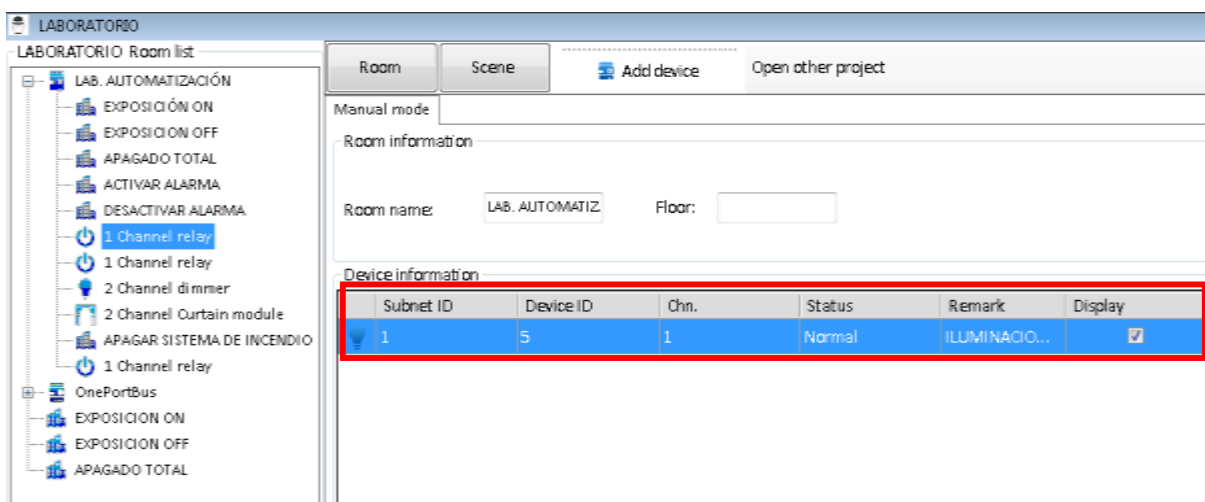 LABORATORIO
LABORATORIO Room list
LAB. AUTOMATIZACIÓN
EXPOSICIÓN ON
EXPOSICION OFF
APAGADO TOTAL
ACTIVAR ALARMA
DESACTIVAR ALARMA
1 Channel relay
1 Channel relay
2 Channel dimmer
2 Channel Curtain module
APAGAR SISTEMA DE INCENDIO
1 Channel relay
OnePortBus
EXPOSICION ON
EXPOSICION OFF
APAGADO TOTAL
Room Scene Add device Open other project
Manual mode
Room information
Room name: LAB. AUTOMATIZ Floor:
Device information
Subnet ID Device ID Chn. Status Remark Display
1 5 1 Normal ILUMINACIO...